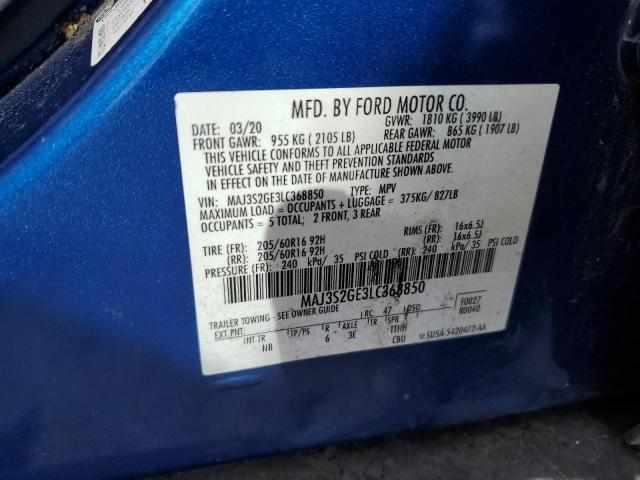 MFD. BY FORD MOTOR CO.
DATE: 03/20 GVWR: 1810 KG ( 3990 LB)
FRONT GAWR: 955 KG ( 2105 LB) REAR GAWR: 865 KG ( 1907 LB)
THIS VEHICLE CONFORMS TO ALL APPLICABLE FEDERAL MOTOR
VEHICLE SAFETY AND THEFT PREVENTION STANDARDS
IN EFFECT ON THE DATE OF MANUFACTURE SHOWN ABOVE.
VIN: MAJ3S2GE3LC368850 TYPE: MPV
MAXIMUM LOAD = OCCUPANTS + LUGGAGE = 375KG/ 827LB
OCCUPANTS = 5 TOTAL; 2 FRONT, 3 REAR
TIRE (FR): 205/60R16 92H RIMS (FR): 16x6.5J
(RR): 205/60R16 92H (RR): 16x6.5J
PRESSURE (FR): 240 kPa/ 35 PSI COLD (RR): 240 kPa/ 35 PSI COLD
MAJ3S2GE3LC368850
TRAILER TOWING - SEE OWNER GUIDE RC: 47 DSO: F0027
EXT PNT: R0040
INT TR TP/PS R AXLE TR SPR
NB 6 3E TTHH
CBU 5U5A-5420472-AA